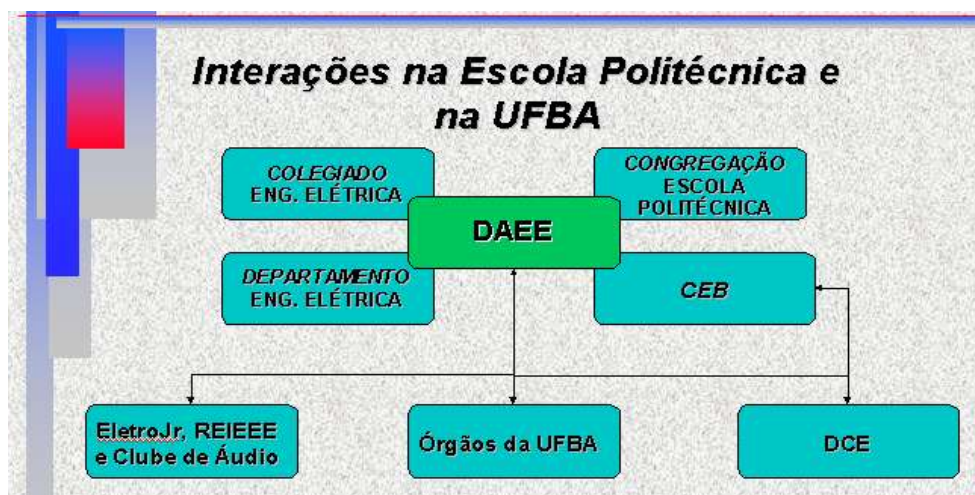 Interações na Escola Politécnica e
na UFBA
COLEGIADO
ENG. ELÉTRICA
CONGREGAÇÃO
ESCOLA
POLITÉCNICA
DAEE
DEPARTAMENTO
ENG. ELÉTRICA
CEB
EletroJr, REIEEE
e Clube de Áudio
Órgãos da UFBA
DCE